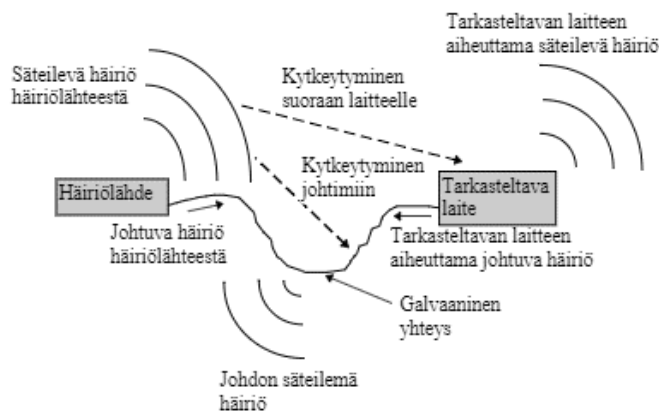 Tarkasteltavan laitteen
aiheuttama säteilevä häiriö
Säteilevä häiriö
häiriölähteestä
Kytkeytyminen
suoraan laitteelle
Kytkeytyminen
johtimiin
Häiriölähde
Tarkasteltava
laite
Johtuva häiriö
häiriölähteestä
Tarkasteltavan laitteen
aiheuttama johtuva häiriö
Galvaaninen
yhteys
Johdon säteilemä
häiriö